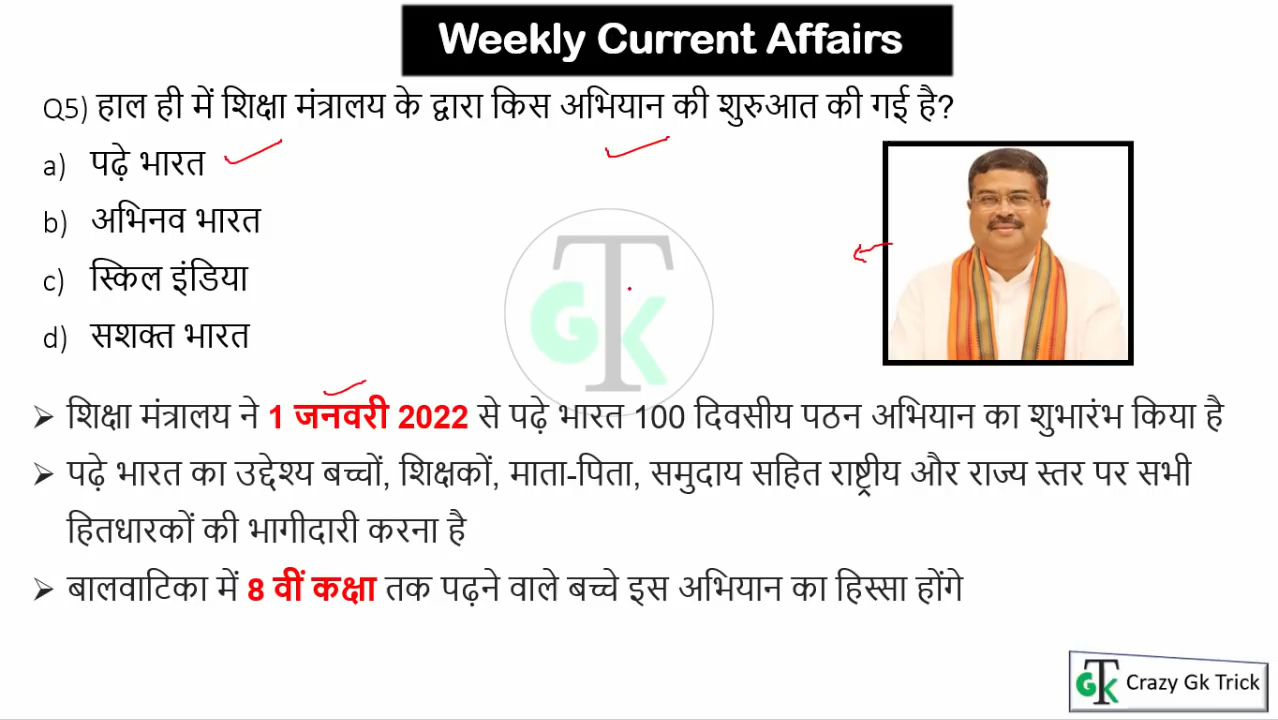 Weekly Current Affairs
Q5) हाल ही में शिक्षा मंत्रालय के द्वारा किस अभियान की शुरुआत की गई है?
a) पढ़े भारत
b) अभिनव भारत
c) स्किल इंडिया
d) सशक्त भारत
GTK
➢ शिक्षा मंत्रालय ने 1 जनवरी 2022 से पढ़े भारत 100 दिवसीय पठन अभियान का शुभारंभ किया है
➢ पढ़े भारत का उद्देश्य बच्चों, शिक्षकों, माता-पिता, समुदाय सहित राष्ट्रीय और राज्य स्तर पर सभी
हितधारकों की भागीदारी करना है
➢ बालवाटिका में 8 वीं कक्षा तक पढ़ने वाले बच्चे इस अभियान का हिस्सा होंगे
GTK Crazy Gk Trick